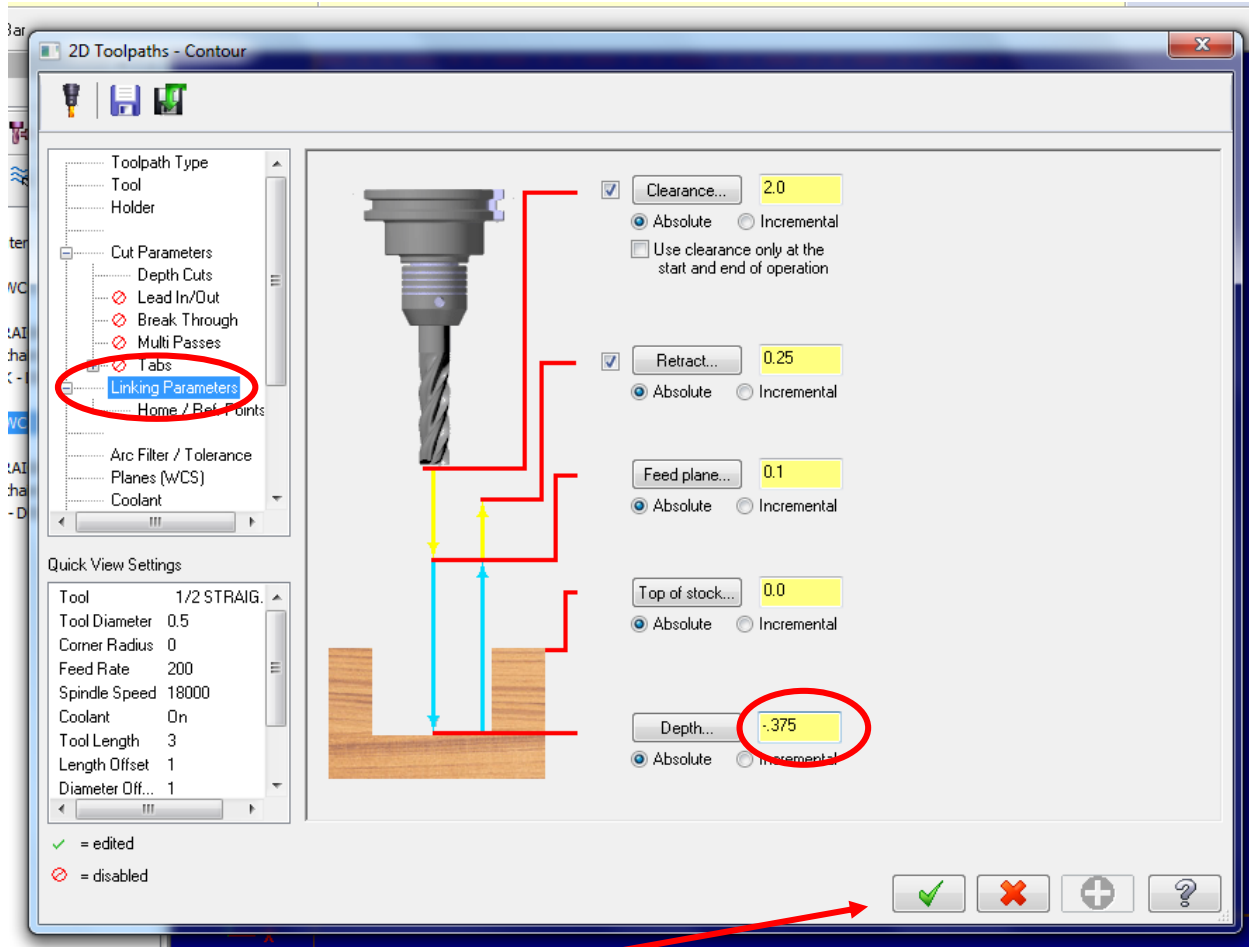 Bar
2D Toolpaths - Contour
Toolpath Type
Tool
Holder
Cut Parameters
Depth Cuts
Lead In/Out
Break Through
Multi Passes
Tabs
Linking Parameters
Home / Ref. Points
Arc Filter / Tolerance
Planes (WCS)
Coolant
Clearance... 2.0
Absolute Incremental
Use clearance only at the
start and end of operation
Retract... 0.25
Absolute Incremental
Feed plane... 0.1
Absolute Incremental
Top of stock... 0.0
Absolute Incremental
Depth... -.375
Absolute Incremental
Quick View Settings
Tool 1/2 STRAIG.
Tool Diameter 0.5
Corner Radius 0
Feed Rate 200
Spindle Speed 18000
Coolant On
Tool Length 3
Length Offset 1
Diameter Off... 1
= edited
= disabled